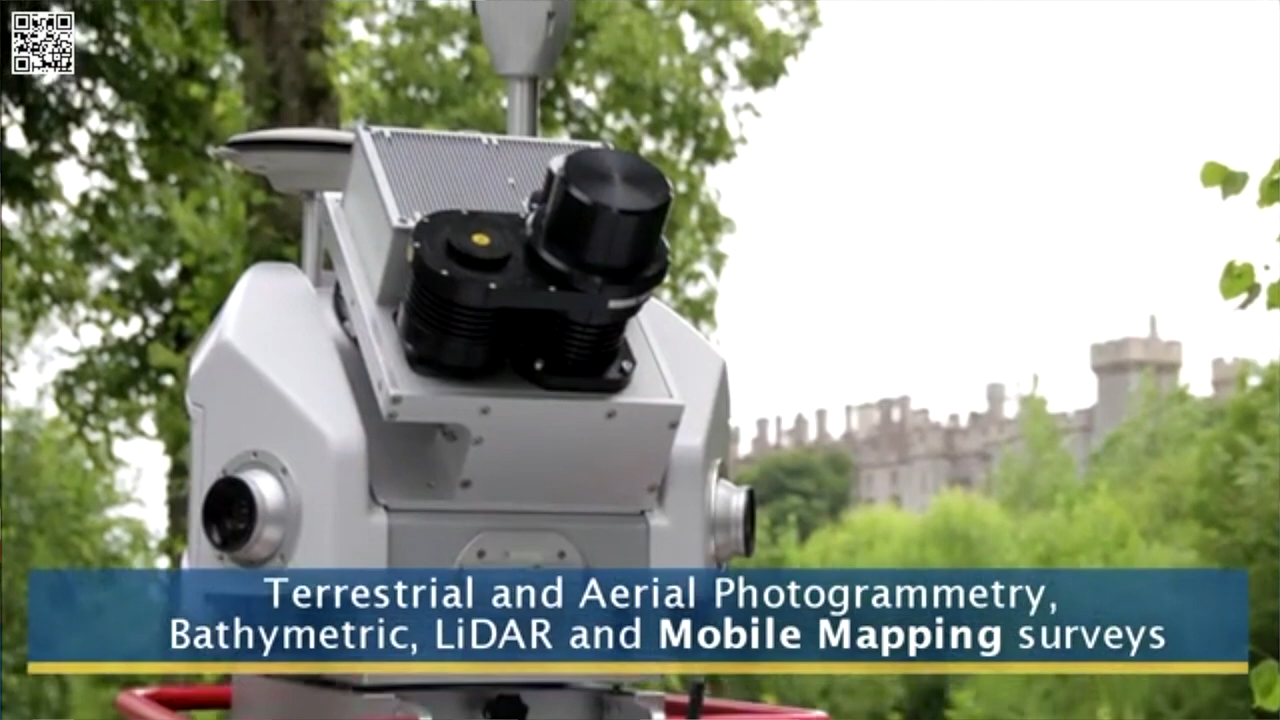 Terrestrial and Aerial Photogrammetry,
Bathymetric, LiDAR and Mobile Mapping surveys